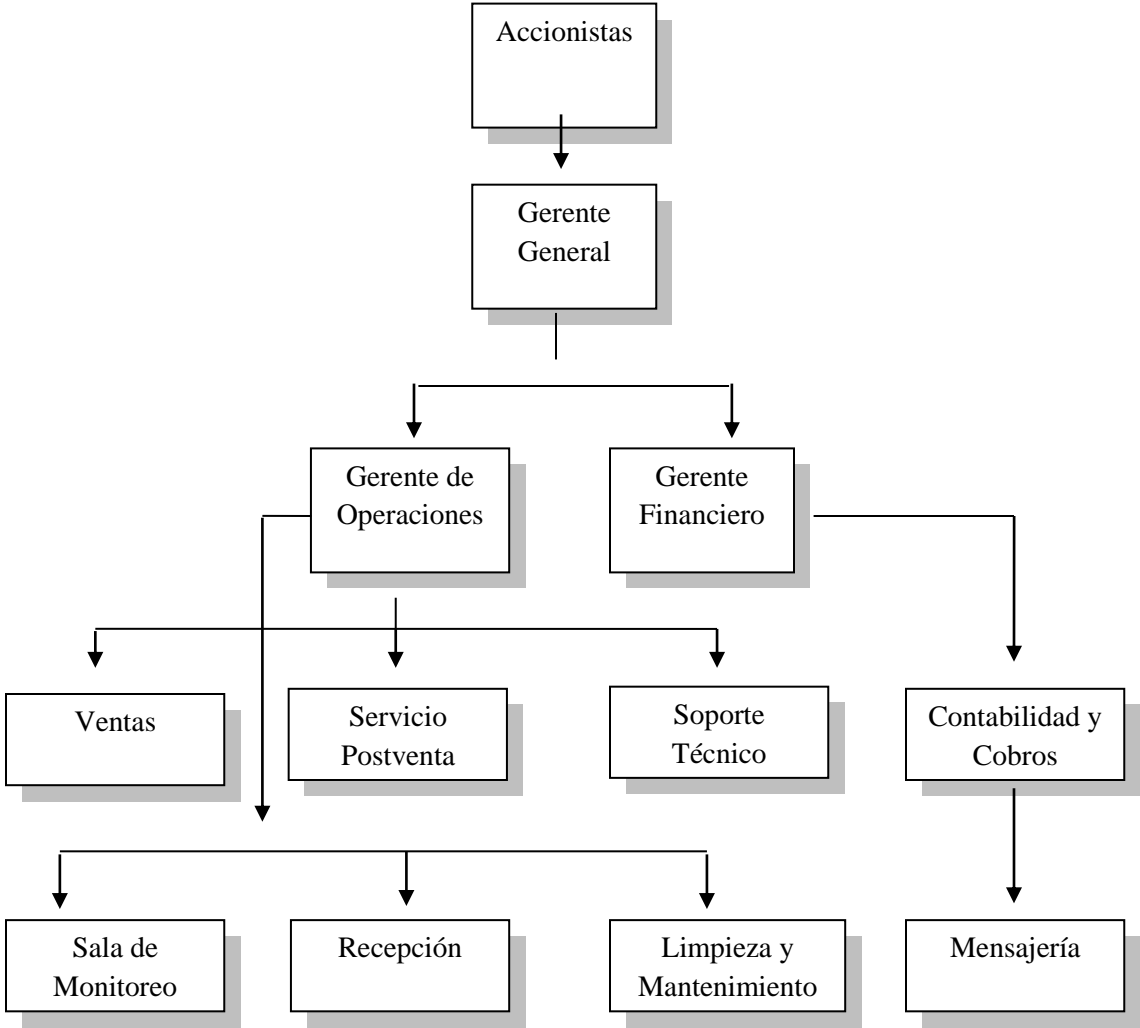 Accionistas
Gerente
General
Gerente de
Operaciones
Gerente
Financiero
Ventas
Servicio
Postventa
Soporte
Técnico
Contabilidad y
Cobros
Sala de
Monitoreo
Recepción
Limpieza y
Mantenimiento
Mensajería